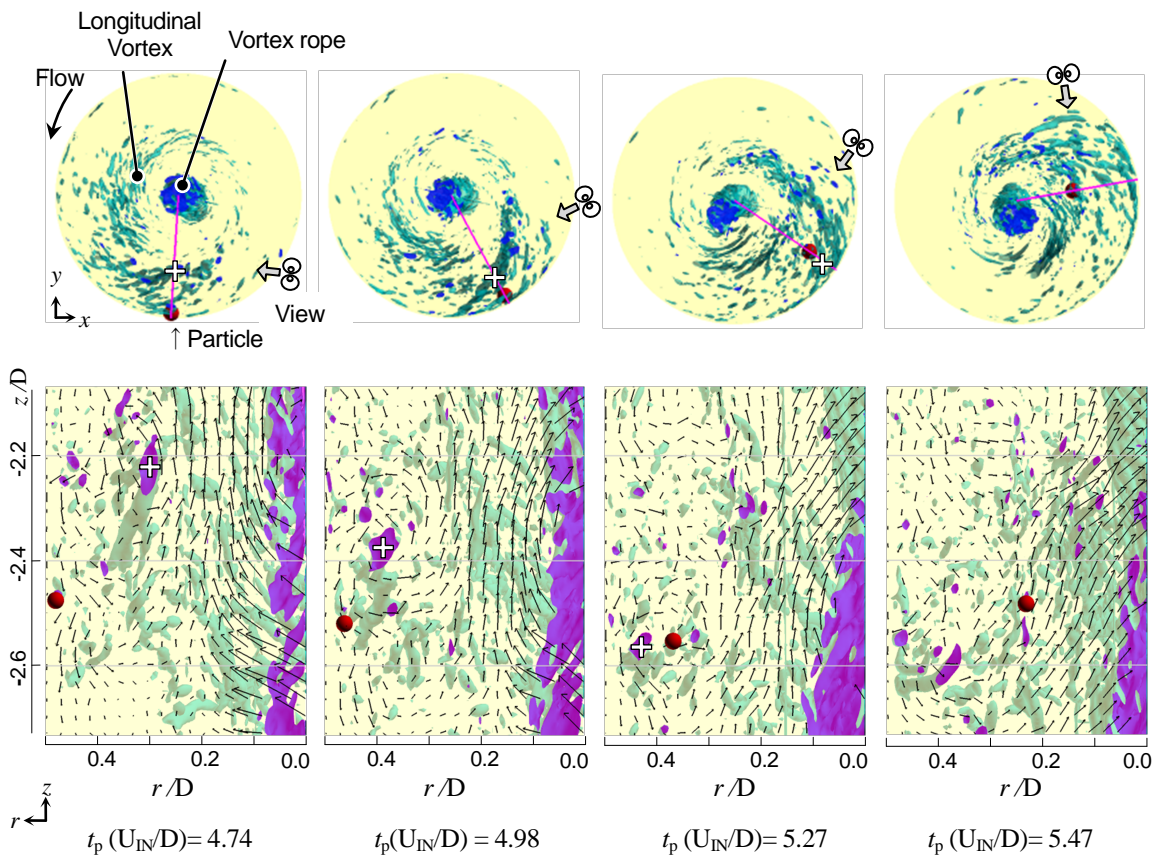 Longitudinal
Vortex
Vortex rope
Flow
y
x
View
↑ Particle
z/D
-2.2
-2.4
-2.6
0.4 0.2 0.0
0.4 0.2 0.0
0.4 0.2 0.0
0.4 0.2 0.0
z
r
r /D
r /D
r /D
r /D
tp (UIN/D)= 4.74
tp(UIN/D)= 4.98
tp (UIN/D)= 5.27
tp (UIN/D)= 5.47